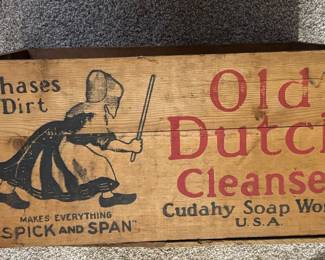 hases
Dirt
MAKES EVERYTHING
"SPICK AND SPAN"
Old
Dutc
Cleanse
Cudahy Soap Wor
U.S.A.